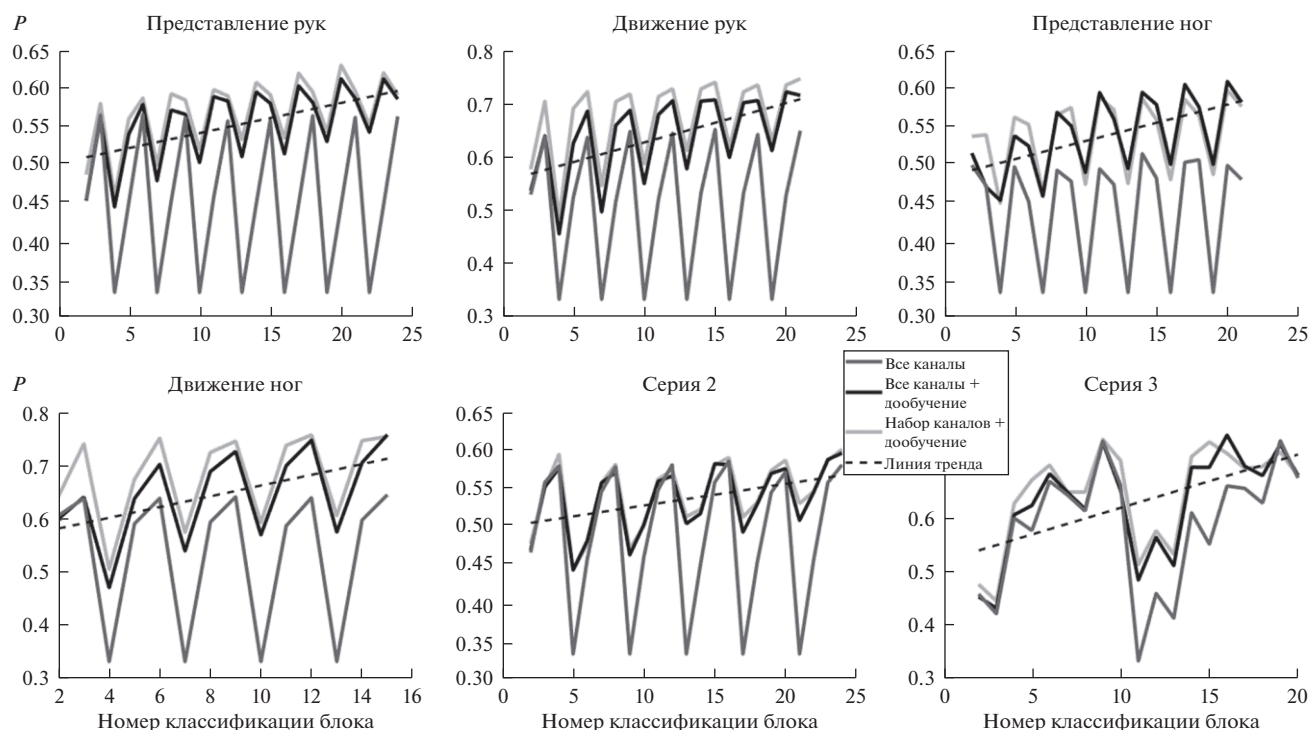 P
Представление рук
Движение рук
Представление ног
0.65
0.60
0.55
0.50
0.45
0.40
0.35
0.30
0 5 10 15 20 25
0.8
0.7
0.6
0.5
0.4
0.3
0 5 10 15 20 25
0.65
0.60
0.55
0.50
0.45
0.40
0.35
0.30
0 5 10 15 20 25
P
Движение ног
Серия 2
Серия 3
Все каналы
Все каналы +
дообучение
Набор каналов +
дообучение
Линия тренда
0.8
0.7
0.6
0.5
0.4
0.3
2 4 6 8 10 12 14 16
Номер классификации блока
0.65
0.60
0.55
0.50
0.45
0.40
0.35
0.30
0 5 10 15 20 25
Номер классификации блока
0.6
0.5
0.4
0.3
0 5 10 15 20
Номер классификации блока